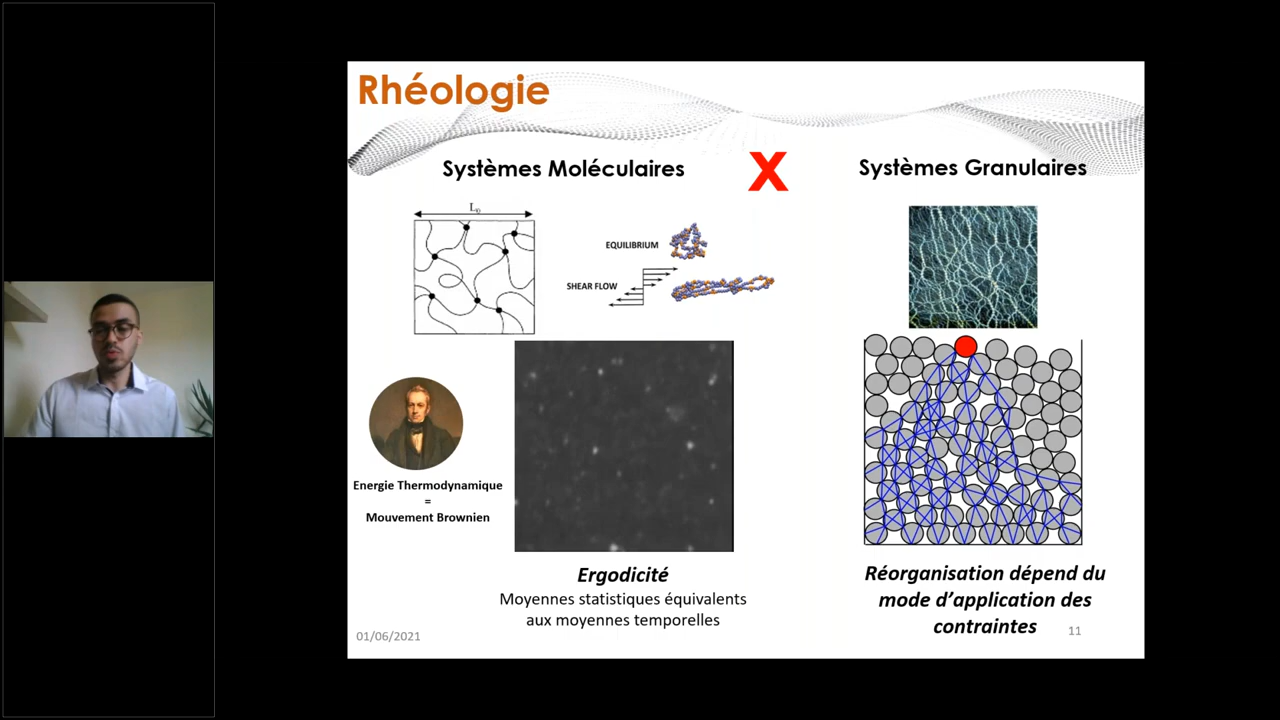 Rhéologie
Systèmes Moléculaires
X
Systèmes Granulaires
L₀
EQUILIBRIUM
SHEAR FLOW
Energie Thermodynamique
=
Mouvement Brownien
Ergodicité
Moyennes statistiques équivalents
aux moyennes temporelles
Réorganisation dépend du
mode d’application des
contraintes
01/06/2021
11